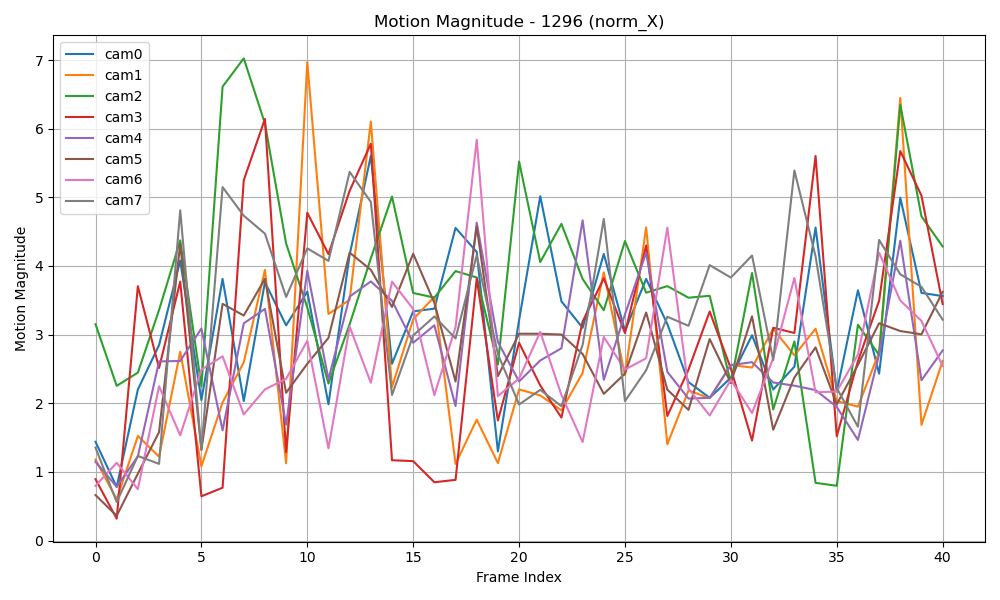 Motion Magnitude - 1296 (norm_X)
cam0
cam1
cam2
cam3
cam4
cam5
cam6
cam7
Motion Magnitude
7
6
5
4
3
2
1
0
0 5 10 15 20 25 30 35 40
Frame Index